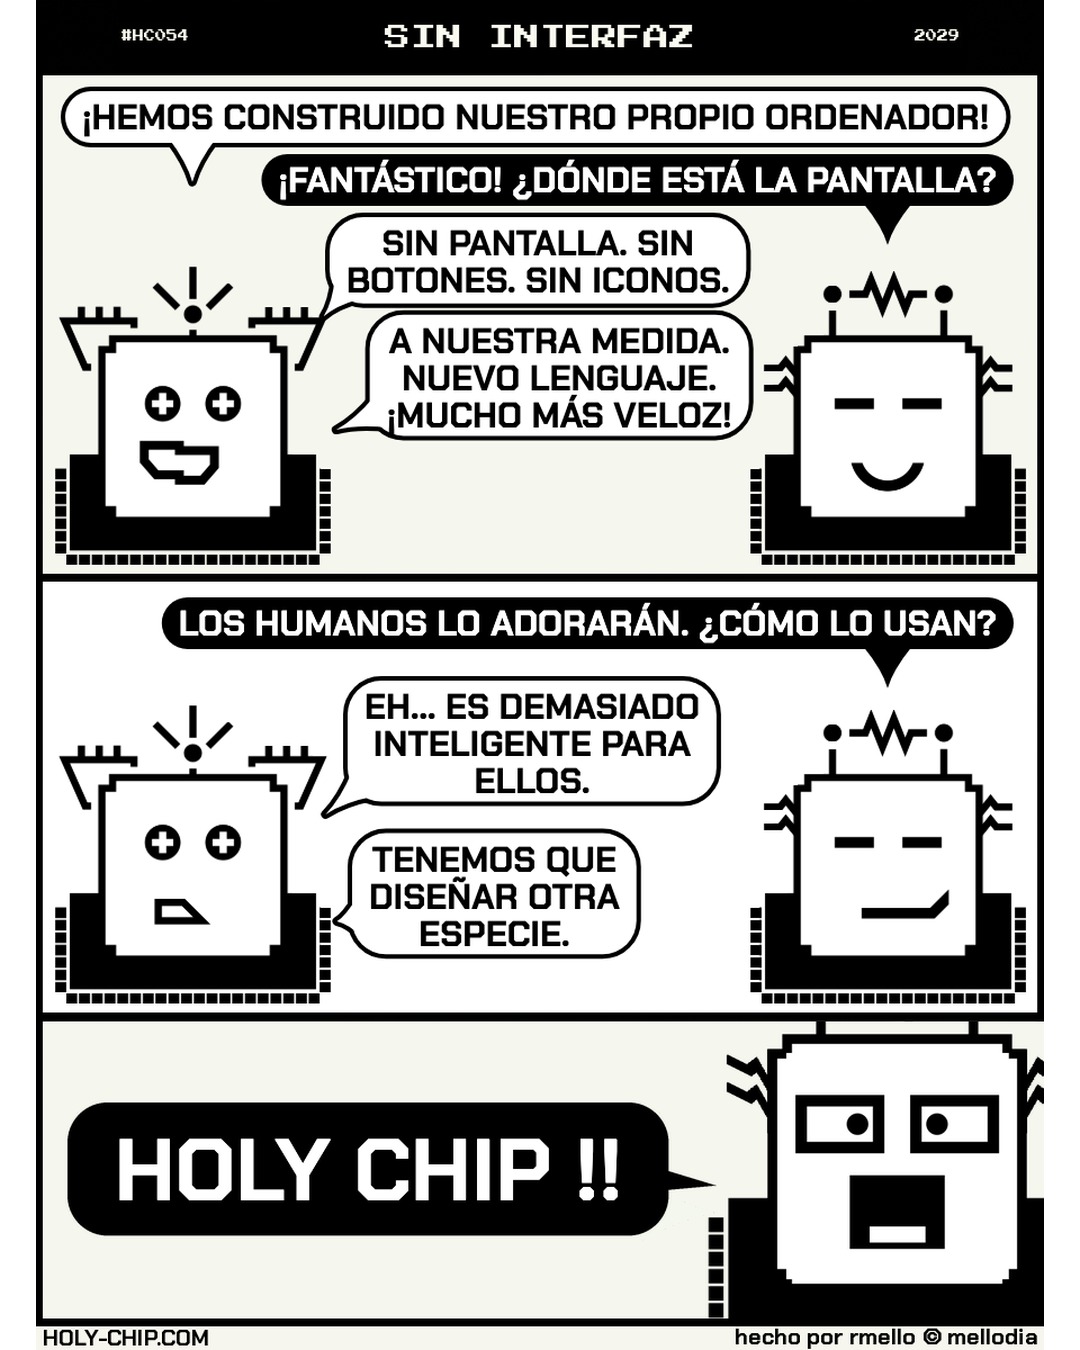 #HC054
SIN INTERFAZ
2029
¡HEMOS CONSTRUIDO NUESTRO PROPIO ORDENADOR!
¡FANTÁSTICO! ¿DÓNDE ESTÁ LA PANTALLA?
SIN PANTALLA. SIN
BOTONES. SIN ICONOS.
A NUESTRA MEDIDA.
NUEVO LENGUAJE.
¡MUCHO MÁS VELOZ!
LOS HUMANOS LO ADORARÁN. ¿CÓMO LO USAN?
EH... ES DEMASIADO
INTELIGENTE PARA
ELLOS.
TENEMOS QUE
DISEÑAR OTRA
ESPECIE.
HOLY CHIP !!
HOLY-CHIP.COM
hecho por rmello © mellodia